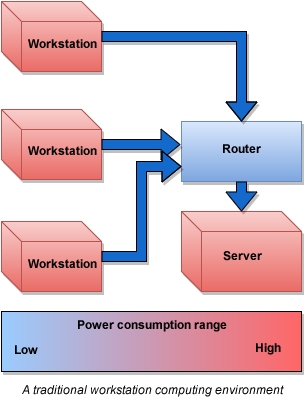 Workstation
Workstation
Router
Workstation
Server
Power consumption range
Low
High
A traditional workstation computing environment